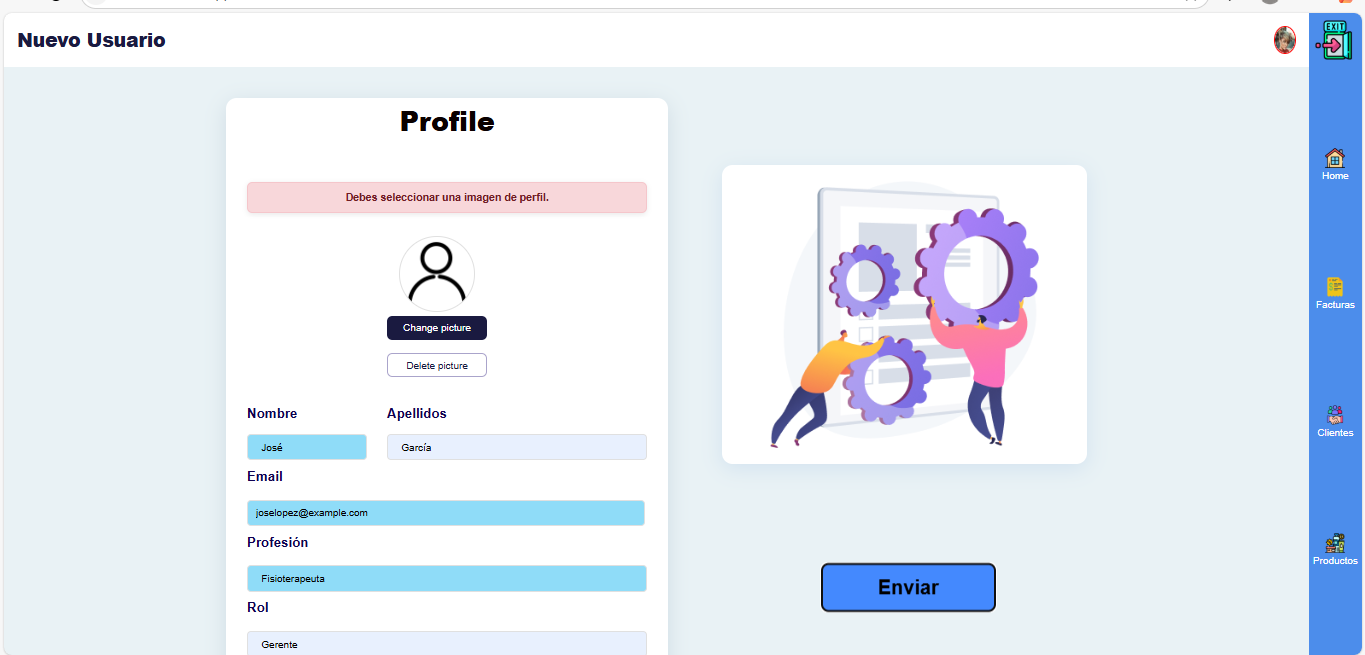 Nuevo Usuario
EXIT
Profile
Debes seleccionar una imagen de perfil.
Change picture
Delete picture
Nombre Apellidos
José García
Email
joselopez@example.com
Profesión
Fisioterapeuta
Rol
Gerente
Enviar
Home
Facturas
Clientes
Productos